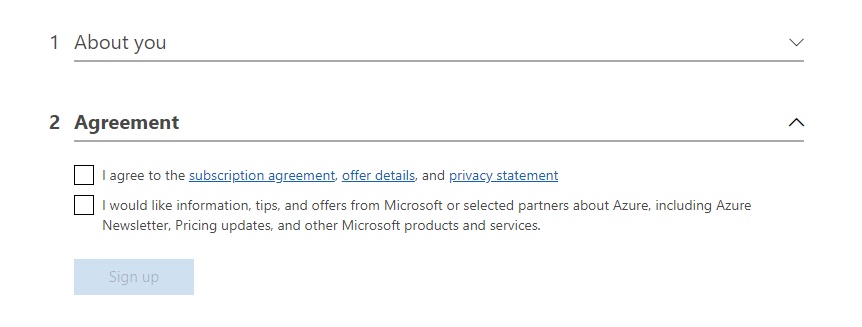 1 About you
2 Agreement
I agree to the subscription agreement, offer details, and privacy statement
I would like information, tips, and offers from Microsoft or selected partners about Azure, including Azure
Newsletter, Pricing updates, and other Microsoft products and services.
Sign up